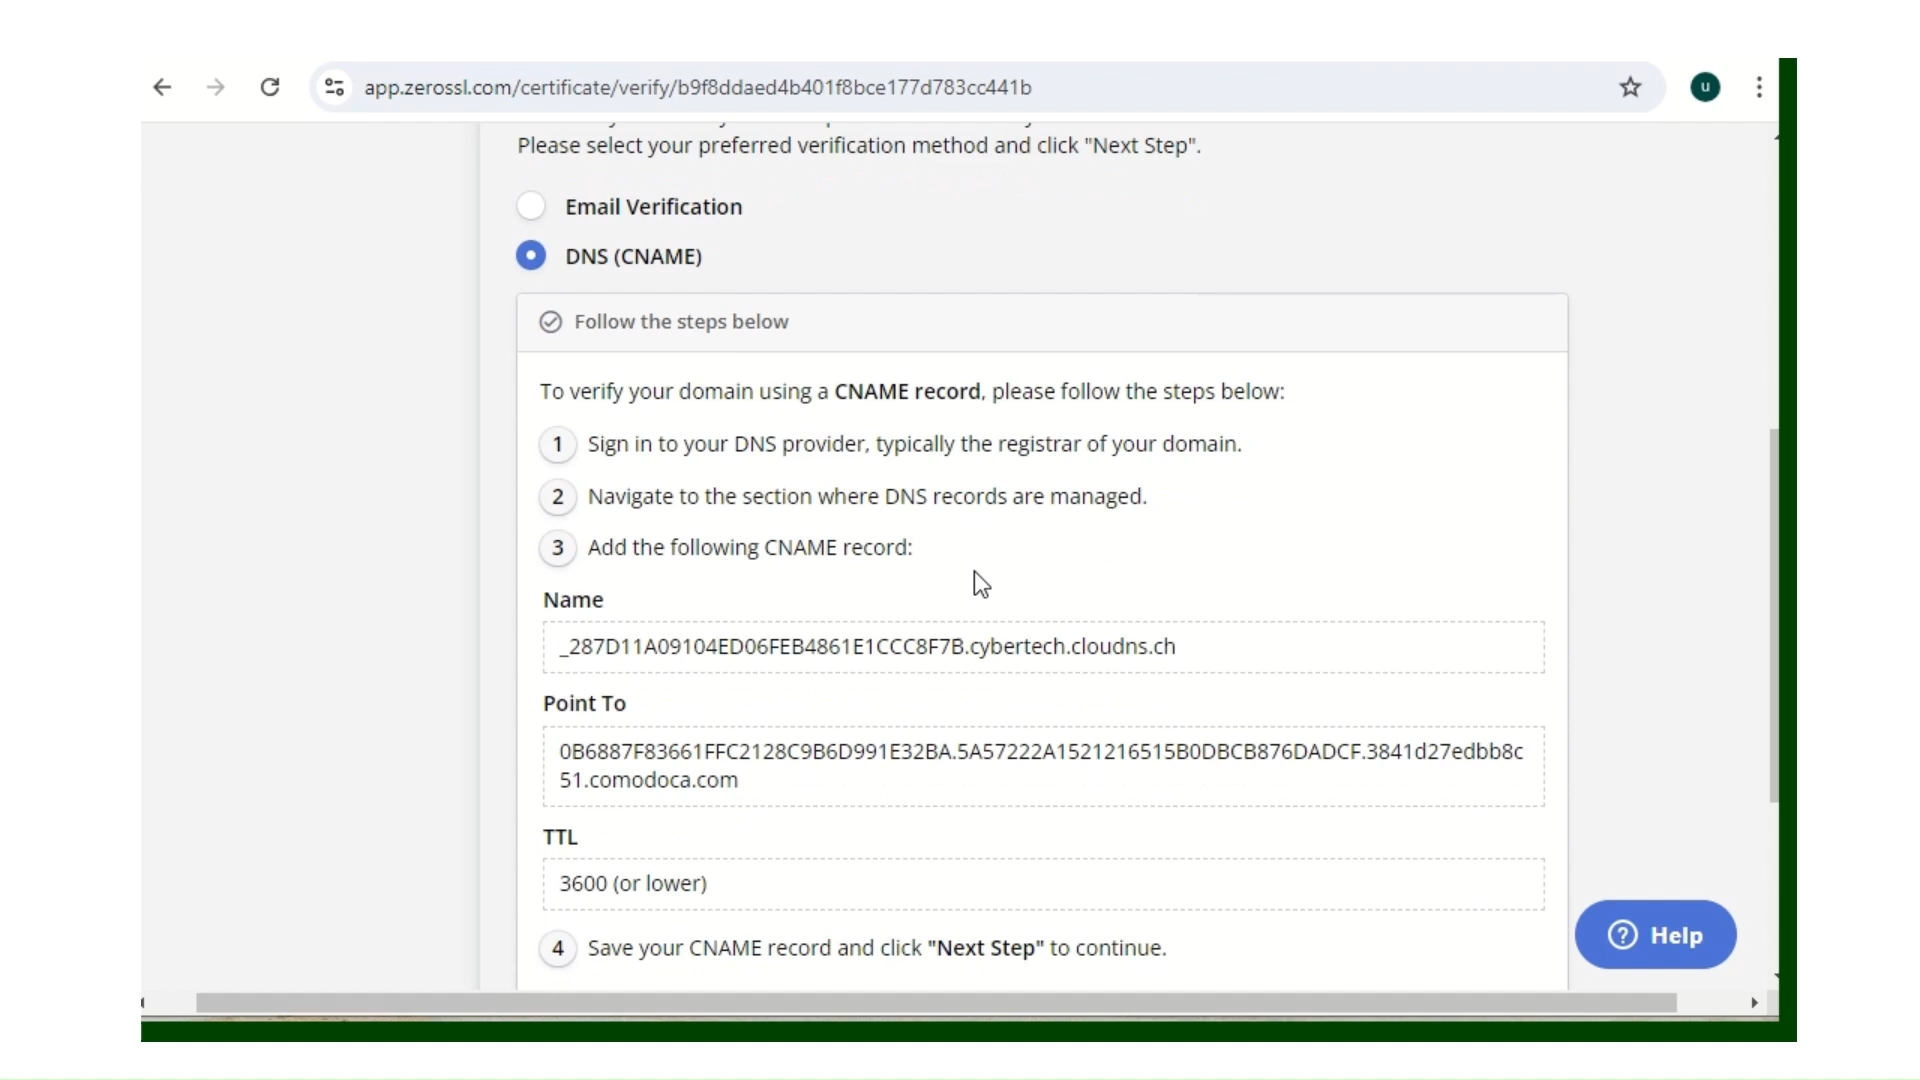 app.zerossl.com/certificate/verify/b9f8ddaed4b401f8bce177d783cc441b
u
Please select your preferred verification method and click "Next Step".
Email Verification
DNS (CNAME)
Follow the steps below
To verify your domain using a CNAME record, please follow the steps below:
1 Sign in to your DNS provider, typically the registrar of your domain.
2 Navigate to the section where DNS records are managed.
3 Add the following CNAME record:
Name
_287D11A09104ED06FEB4861E1CCC8F7B.cybertech.cloudns.ch
Point To
0B6887F83661FFC2128C9B6D991E32BA.5A57222A1521216515B0DBCB876DADCF.3841d27edbb8c
51.comodoca.com
TTL
3600 (or lower)
4 Save your CNAME record and click "Next Step" to continue.
Help